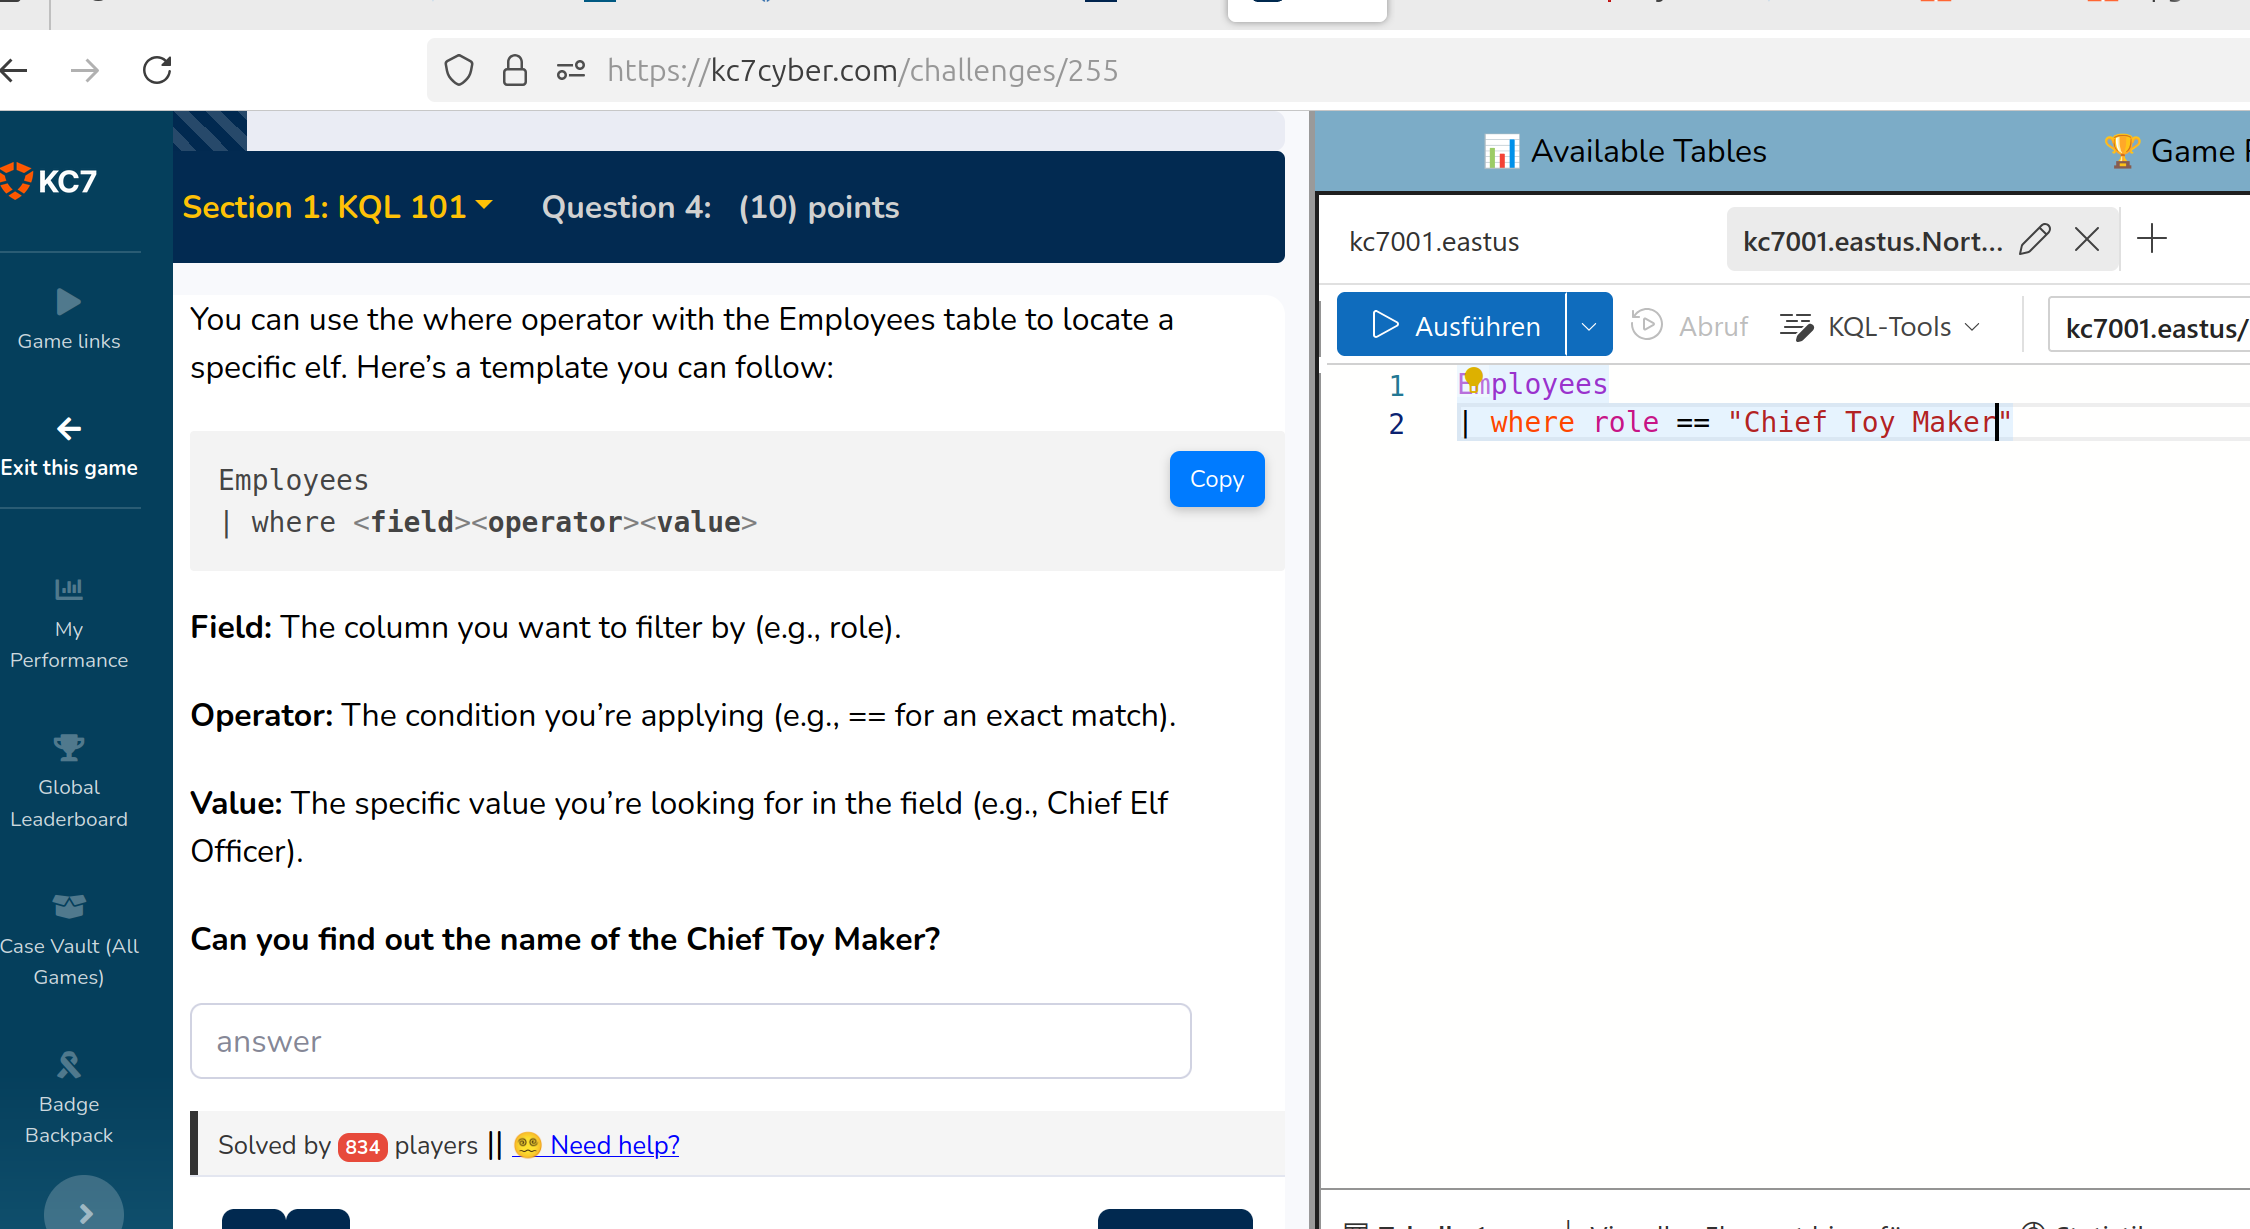 https://kc7cyber.com/challenges/255
KC7
Game links
Exit this game
My
Performance
Global
Leaderboard
Case Vault (All
Games)
Badge
Backpack
Section 1: KQL 101 Question 4: (10) points
You can use the where operator with the Employees table to locate a
specific elf. Here’s a template you can follow:
Employees
| where <field><operator><value>
Copy
Field: The column you want to filter by (e.g., role).
Operator: The condition you’re applying (e.g., == for an exact match).
Value: The specific value you’re looking for in the field (e.g., Chief Elf
Officer).
Can you find out the name of the Chief Toy Maker?
answer
Solved by 834 players || Need help?
Available Tables
Game
kc7001.eastus
kc7001.eastus.Nort...
Ausführen
Abruf
KQL-Tools
kc7001.eastus/
1 Employees
2 | where role == "Chief Toy Maker"